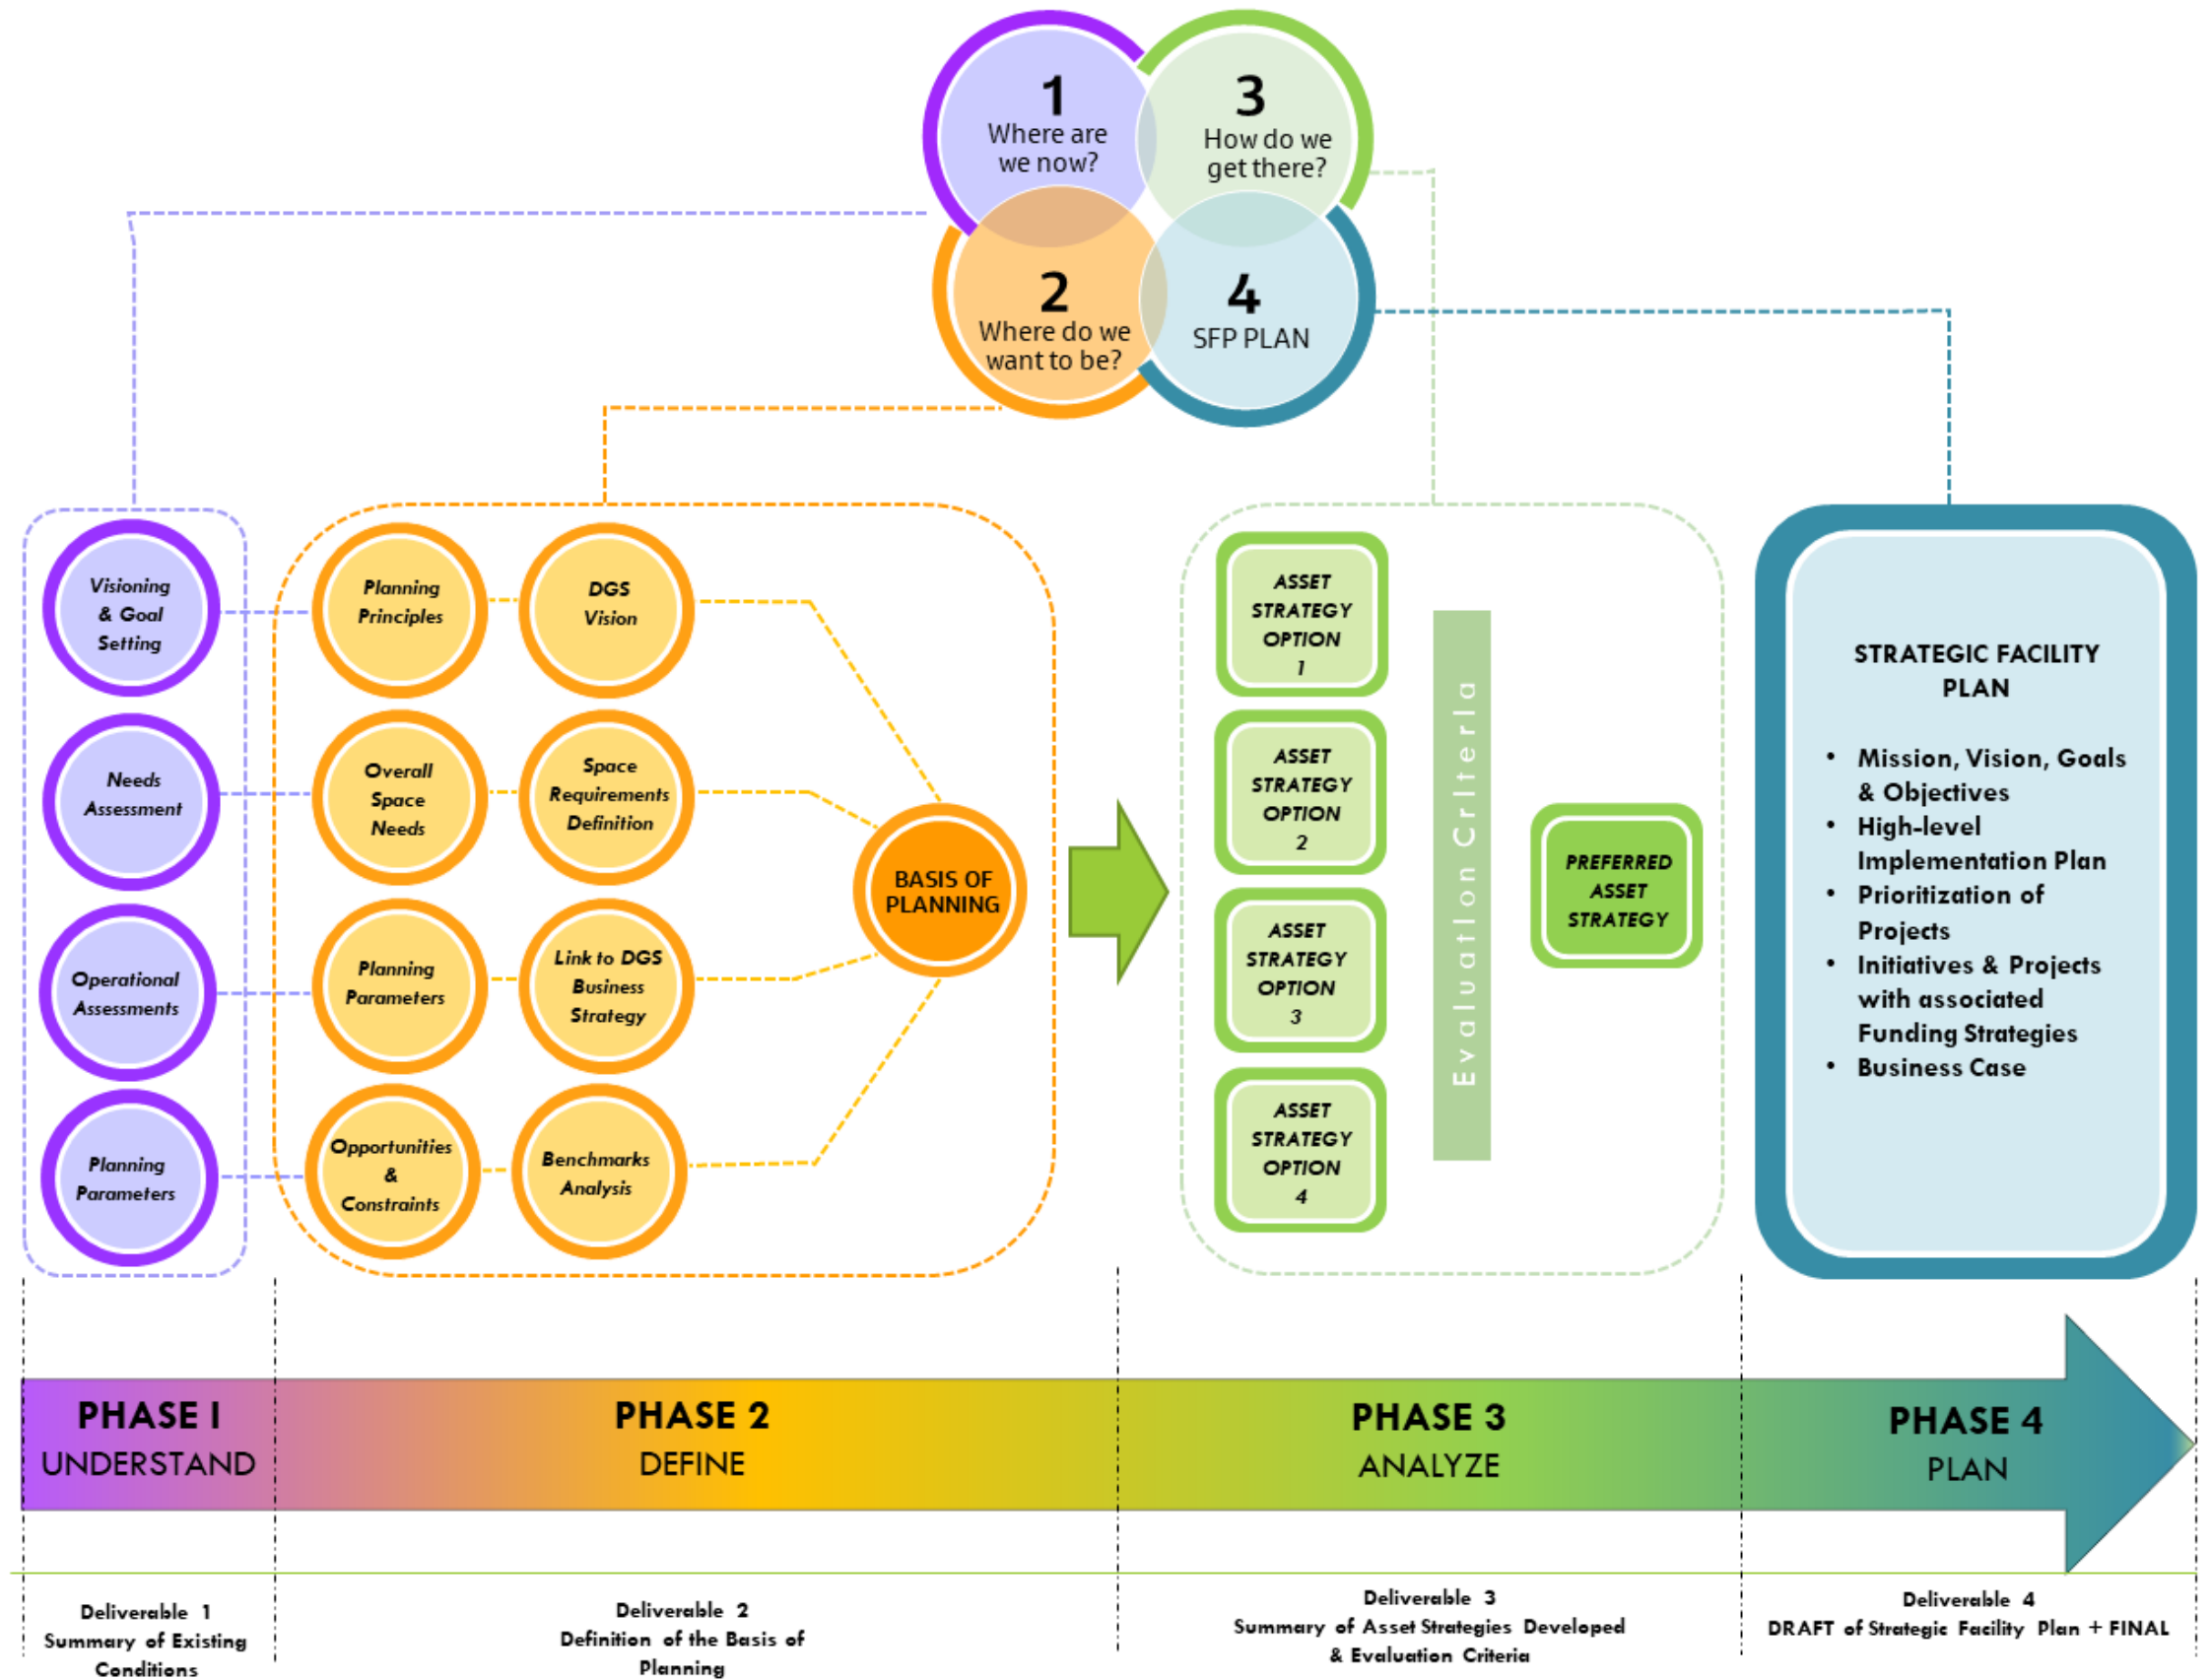 1
Where are
we now?
3
How do we
get there?
2
Where do we
want to be?
4
SFP PLAN
Visioning
& Goal
Setting
Needs
Assessment
Operational
Assessments
Planning
Parameters
Planning
Principles
DGS
Vision
Overall
Space
Needs
Space
Requirements
Definition
Planning
Parameters
Link to DGS
Business
Strategy
Opportunities
&
Constraints
Benchmarks
Analysis
BASIS OF
PLANNING
ASSET
STRATEGY
OPTION
1
ASSET
STRATEGY
OPTION
2
ASSET
STRATEGY
OPTION
3
ASSET
STRATEGY
OPTION
4
Evaluation Criteria
PREFERRED
ASSET
STRATEGY
STRATEGIC FACILITY
PLAN
• Mission, Vision, Goals
& Objectives
• High-level
Implementation Plan
• Prioritization of
Projects
• Initiatives & Projects
with associated
Funding Strategies
• Business Case
PHASE I
UNDERSTAND
PHASE 2
DEFINE
PHASE 3
ANALYZE
PHASE 4
PLAN
Deliverable 1
Summary of Existing
Conditions
Deliverable 2
Definition of the Basis of
Planning
Deliverable 3
Summary of Asset Strategies Developed
& Evaluation Criteria
Deliverable 4
DRAFT of Strategic Facility Plan + FINAL